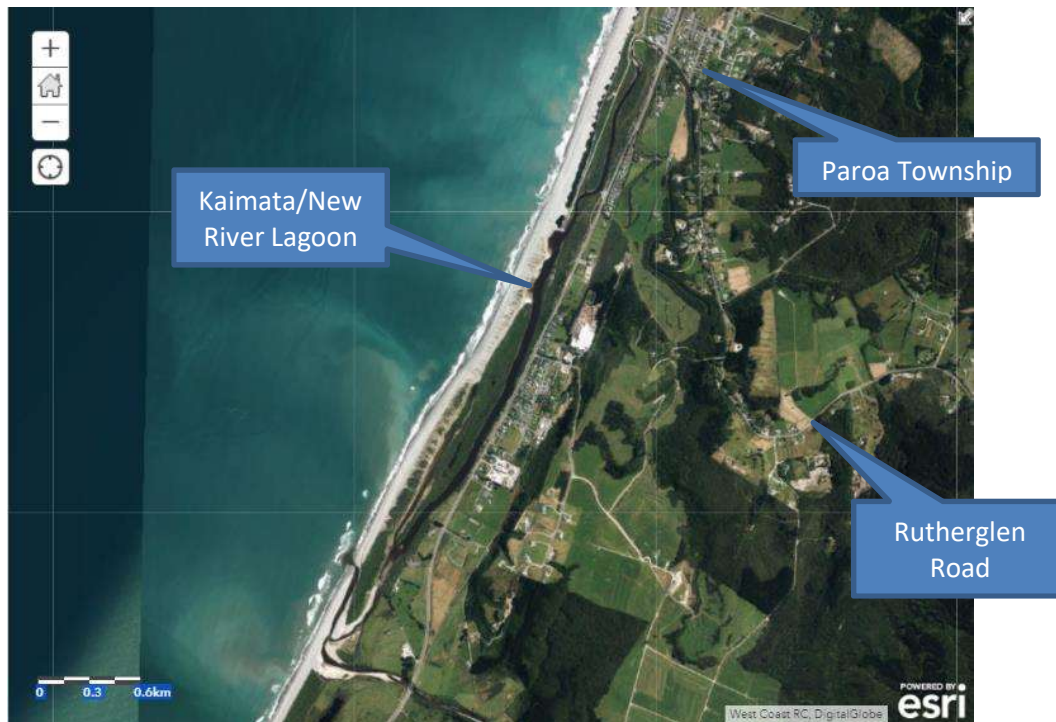 +
−
Paroa Township
Kaimata/New
River Lagoon
Rutherglen
Road
0 0.3 0.6km
POWERED BY
esri
West Coast RC, DigitalGlobe